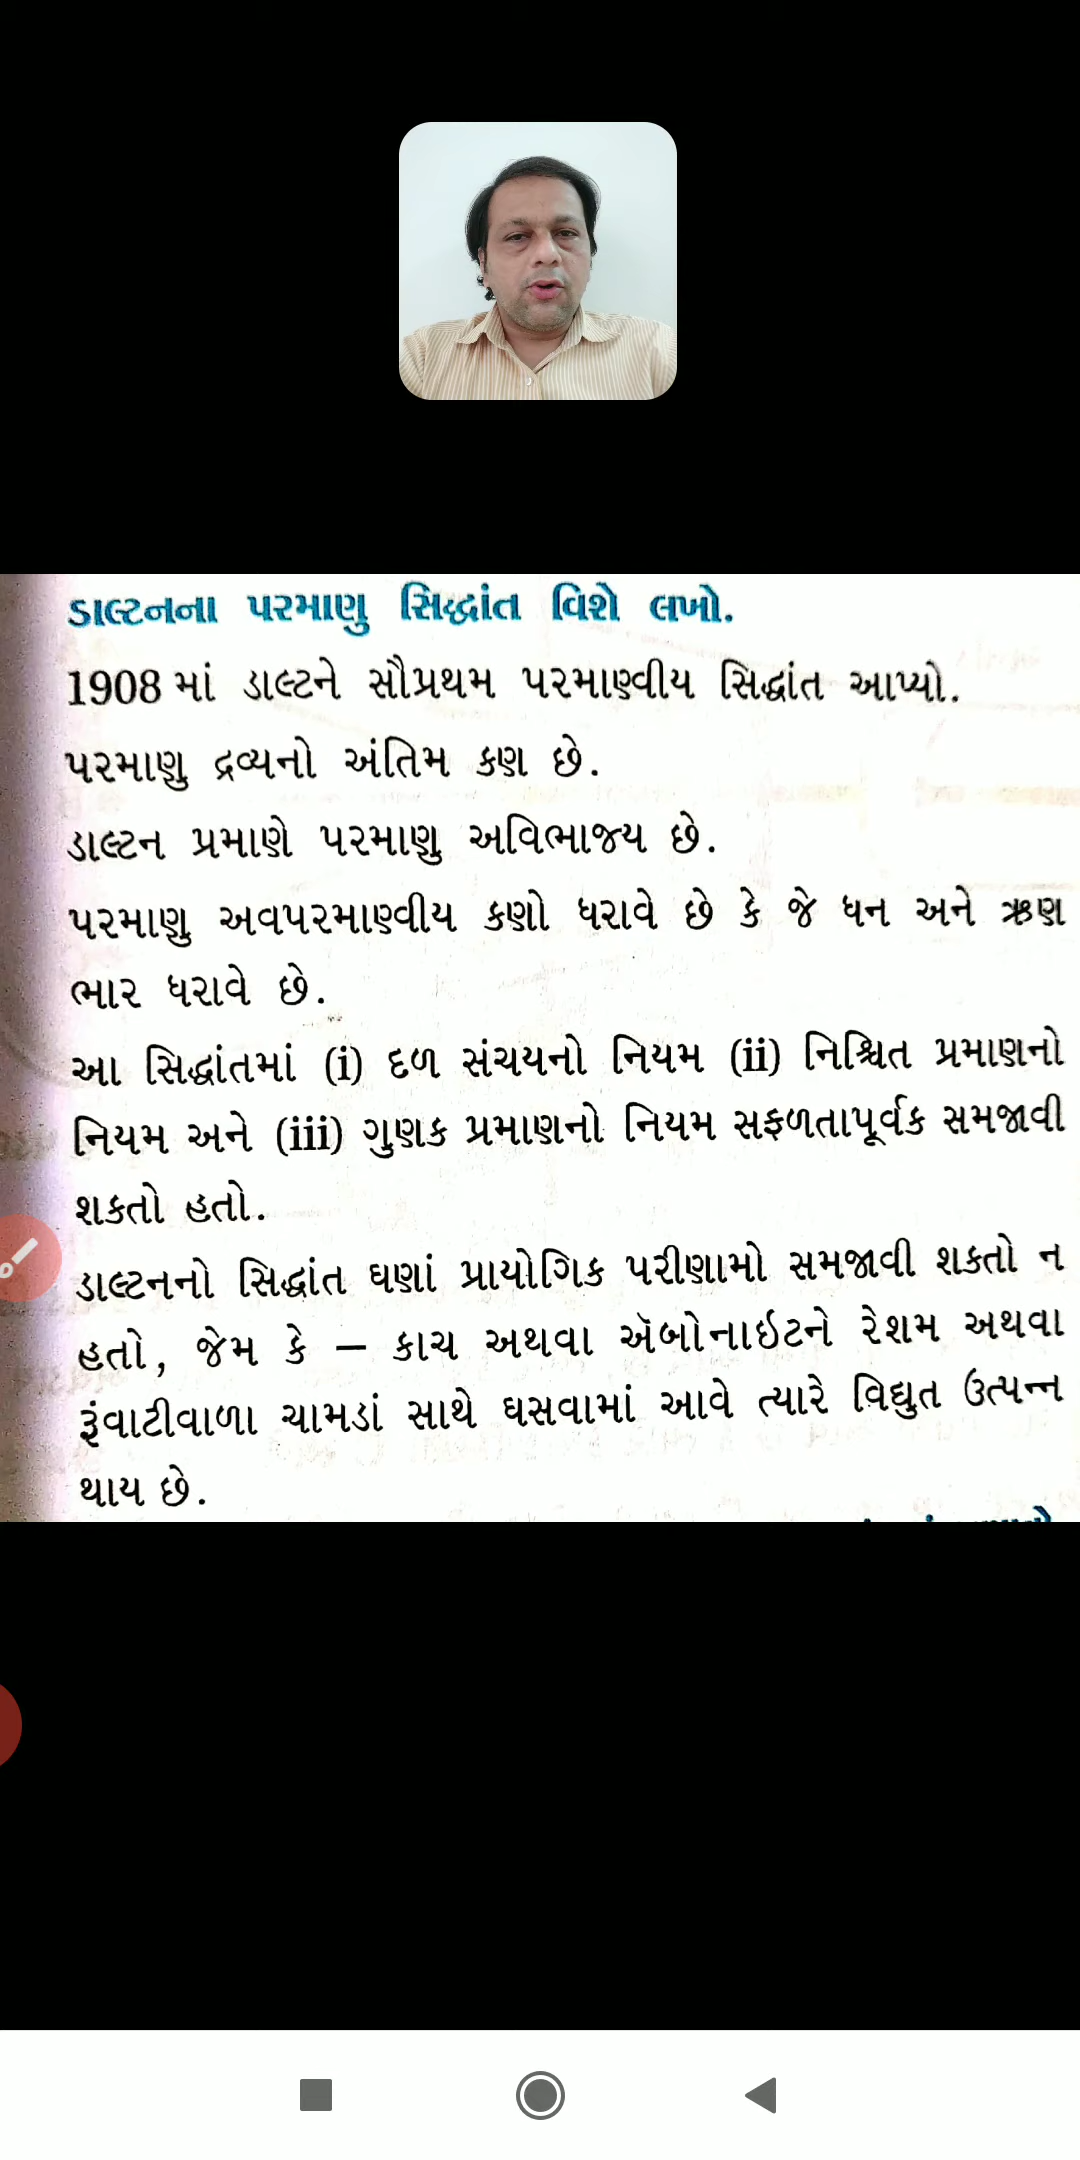 ડાલ્ટનના પરમાણુ સિદ્ધાંત વિશે લખો.
1908 માં ડાલ્ટને સૌપ્રથમ પરમાણ્વીય સિદ્ધાંત આપ્યો.
પરમાણુ દ્રવ્યનો અંતિમ કણ છે.
ડાલ્ટન પ્રમાણે પરમાણુ અવિભાજ્ય છે.
પરમાણુ અવપરમાણ્વીય કણો ધરાવે છે કે જે ધન અને ઋણ
ભાર ધરાવે છે.
આ સિદ્ધાંતમાં (i) દળ સંચયનો નિયમ (ii) નિશ્ચિત પ્રમાણનો
નિયમ અને (iii) ગુણક પ્રમાણનો નિયમ સફળતાપૂર્વક સમજાવી
શકતો હતો.
ડાલ્ટનનો સિદ્ધાંત ઘણાં પ્રાયોગિક પરીણામો સમજાવી શકતો ન
હતો, જેમ કે – કાચ અથવા ઍબોનાઇટને રેશમ અથવા
રૂંવાટીવાળા ચામડાં સાથે ઘસવામાં આવે ત્યારે વિદ્યુત ઉત્પન્ન
થાય છે.